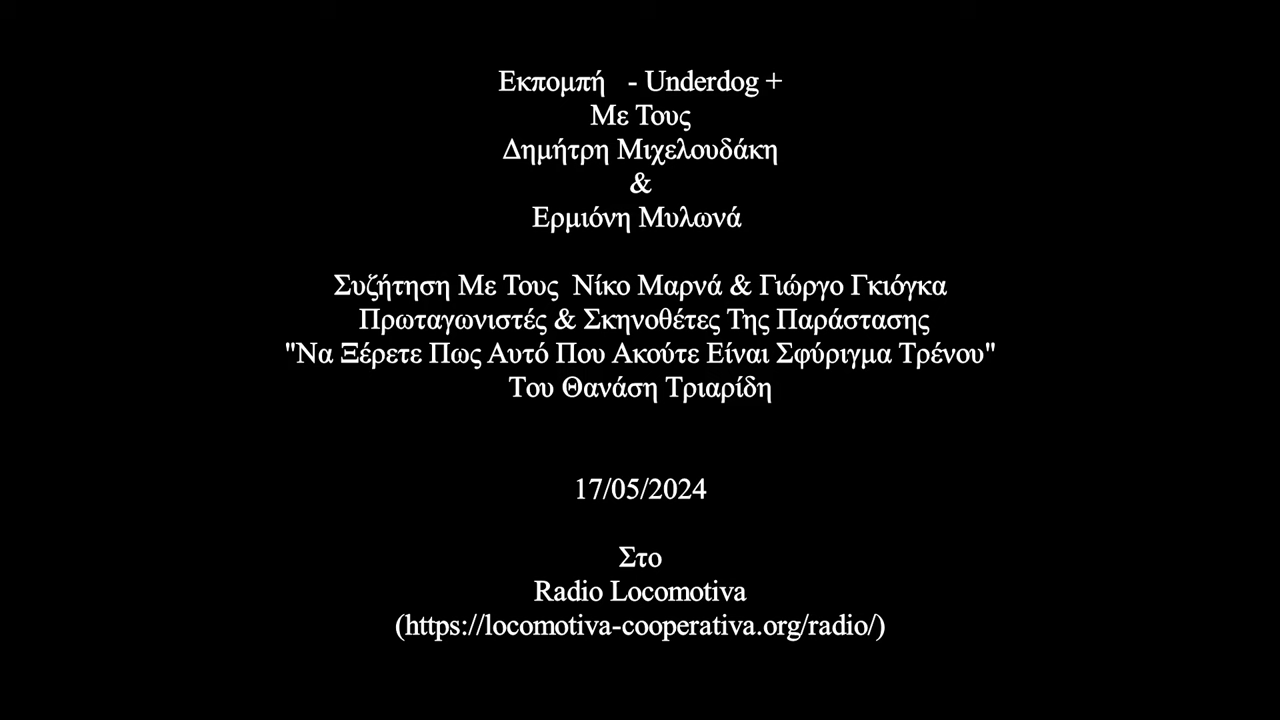 Εκπομπή - Underdog +
Με Τους
Δημήτρη Μιχελουδάκη
&
Ερμιόνη Μυλωνά
Συζήτηση Με Τους Νίκο Μαρνά & Γιώργο Γκιόγκα
Πρωταγωνιστές & Σκηνοθέτες Της Παράστασης
"Να Ξέρετε Πως Αυτό Που Ακούτε Είναι Σφύριγμα Τρένου"
Του Θανάση Τριαρίδη
17/05/2024
Στο
Radio Locomotiva
(https://locomotiva-cooperativa.org/radio/)